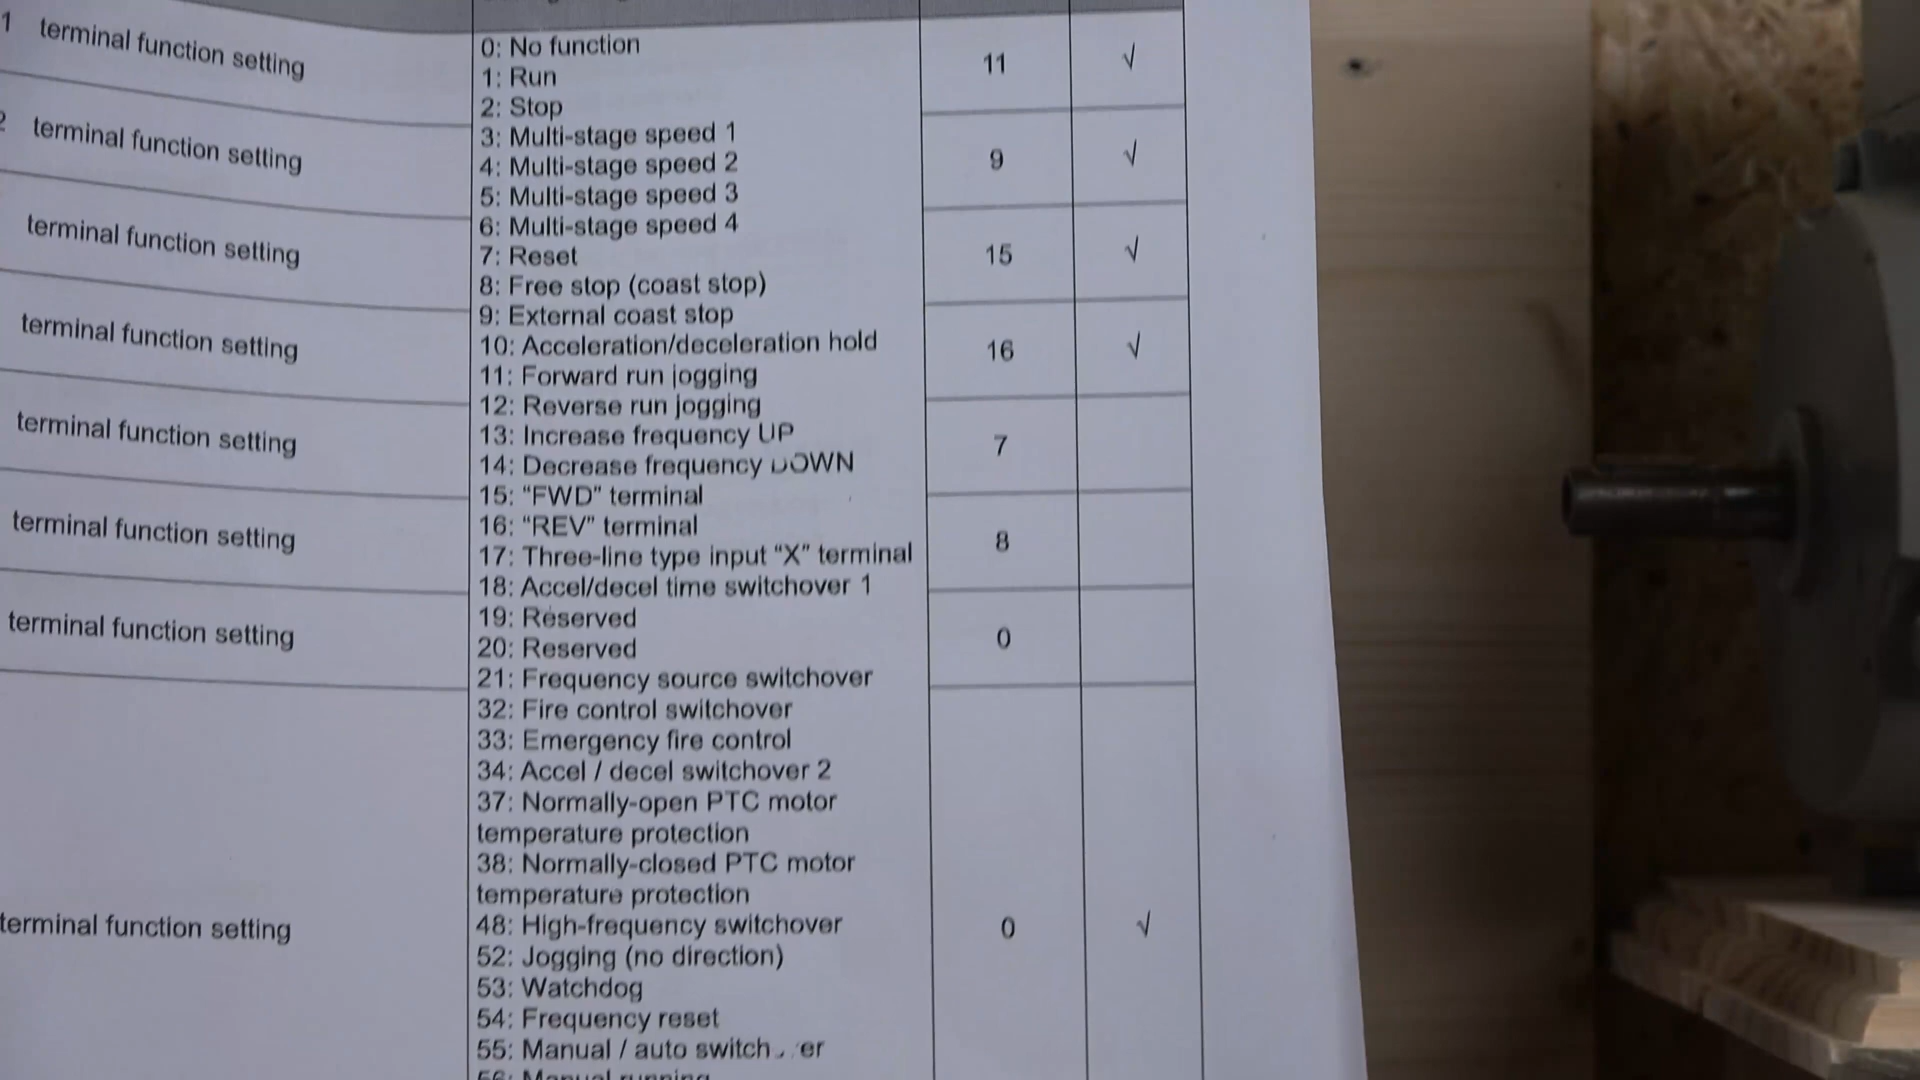 1 terminal function setting
2 terminal function setting
terminal function setting
terminal function setting
terminal function setting
terminal function setting
terminal function setting
terminal function setting
0: No function
1: Run
2: Stop
3: Multi-stage speed 1
4: Multi-stage speed 2
5: Multi-stage speed 3
6: Multi-stage speed 4
7: Reset
8: Free stop (coast stop)
9: External coast stop
10: Acceleration/deceleration hold
11: Forward run jogging
12: Reverse run jogging
13: Increase frequency UP
14: Decrease frequency DOWN
15: “FWD” terminal
16: “REV” terminal
17: Three-line type input “X” terminal
18: Accel/decel time switchover 1
19: Reserved
20: Reserved
21: Frequency source switchover
32: Fire control switchover
33: Emergency fire control
34: Accel / decel switchover 2
37: Normally-open PTC motor
temperature protection
38: Normally-closed PTC motor
temperature protection
48: High-frequency switchover
52: Jogging (no direction)
53: Watchdog
54: Frequency reset
55: Manual / auto switchover
56: Manual running
11 √
9 √
15 √
16 √
7
8
0
0 √